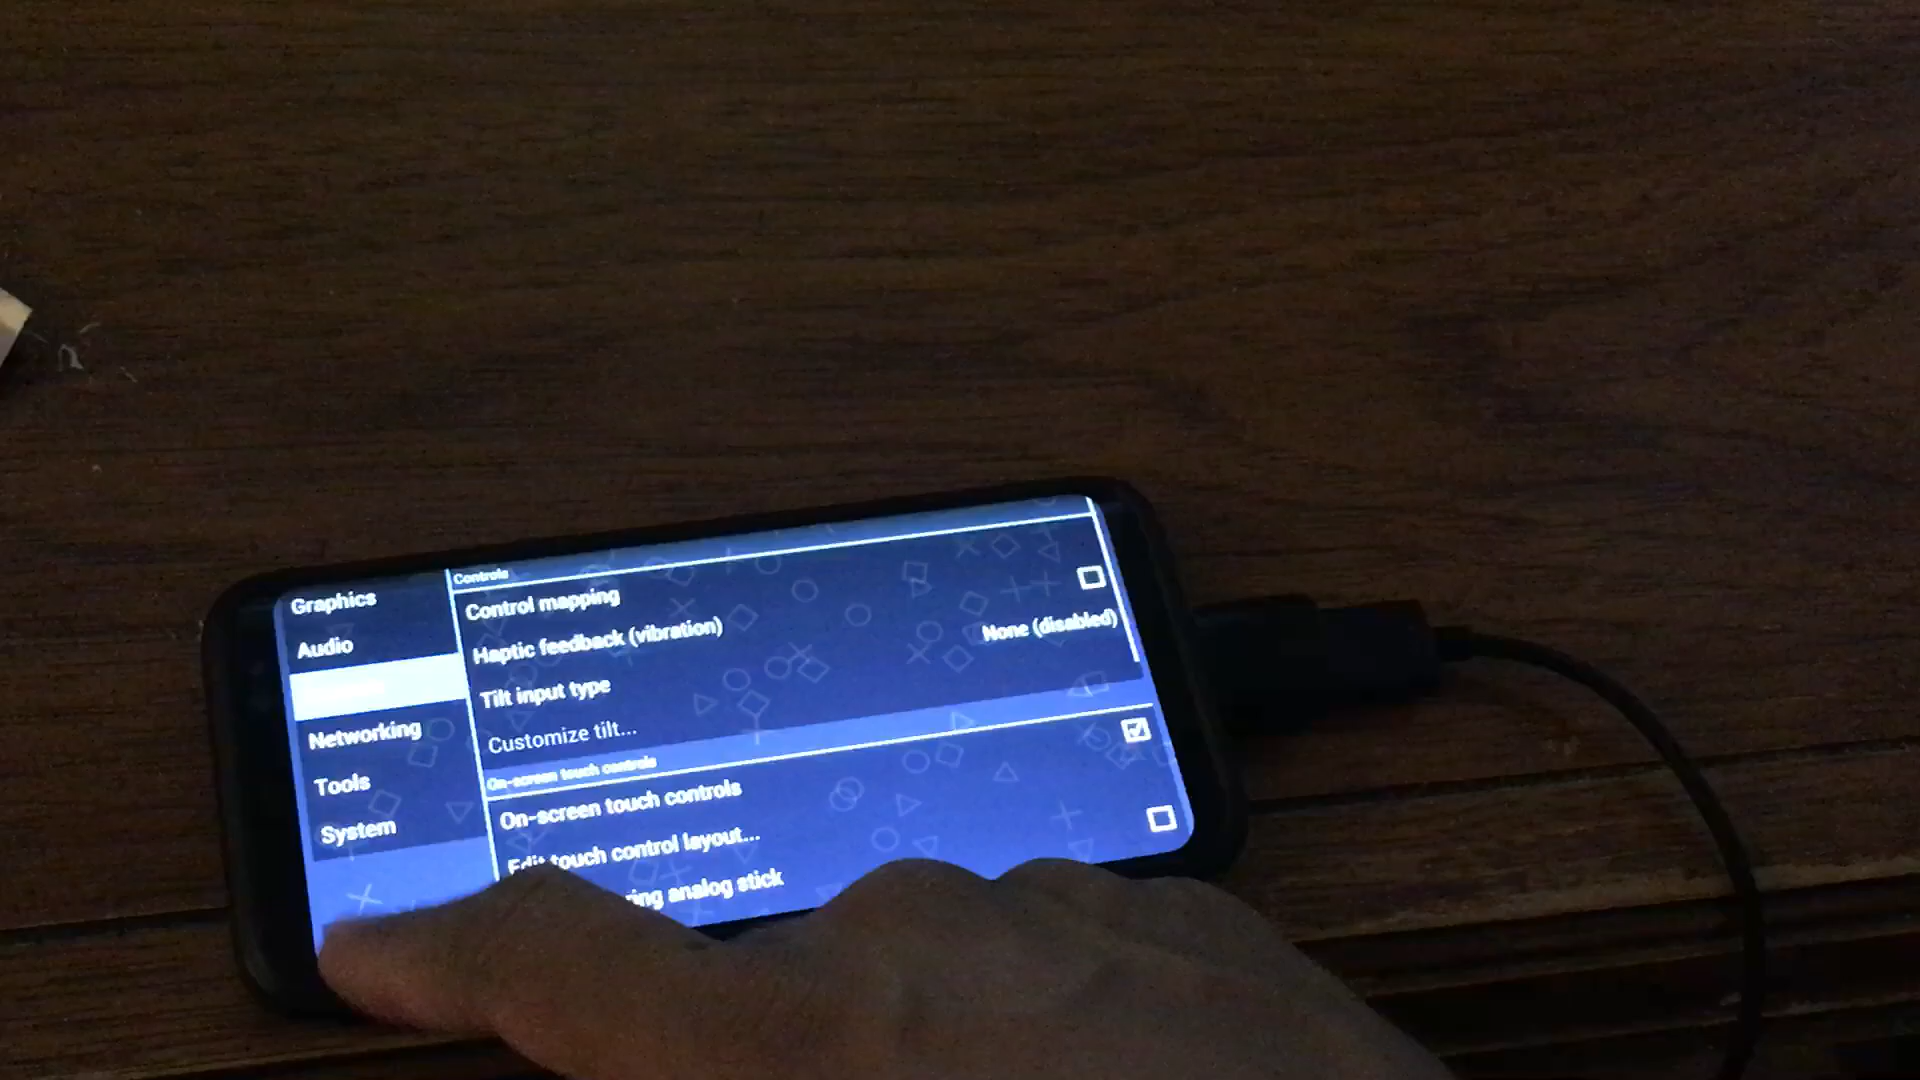 Graphics
Audio
Networking
Tools
System
Controls
Control mapping
Haptic feedback (vibration)
Tilt input type
None (disabled)
Customize tilt...
On-screen touch controls
On-screen touch controls
Edit touch control layout...
analog stick